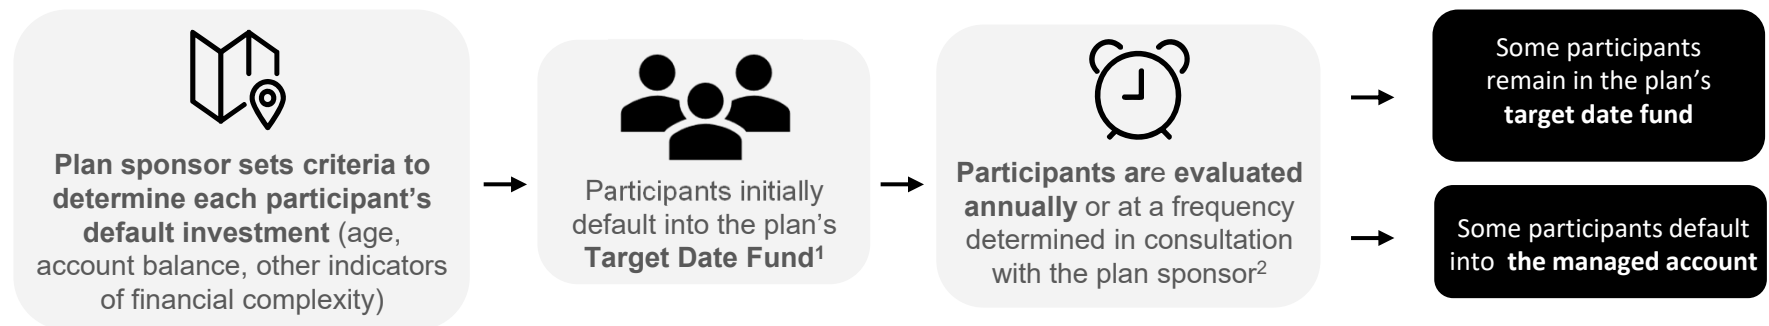 Plan sponsor sets criteria to
determine each participant's
default investment (age,
account balance, other indicators
of financial complexity)
Participants initially
default into the plan's
Target Date Fund¹
Participants are evaluated
annually or at a frequency
determined in consultation
with the plan sponsor²
Some participants
remain in the plan's
target date fund
Some participants default
into the managed account